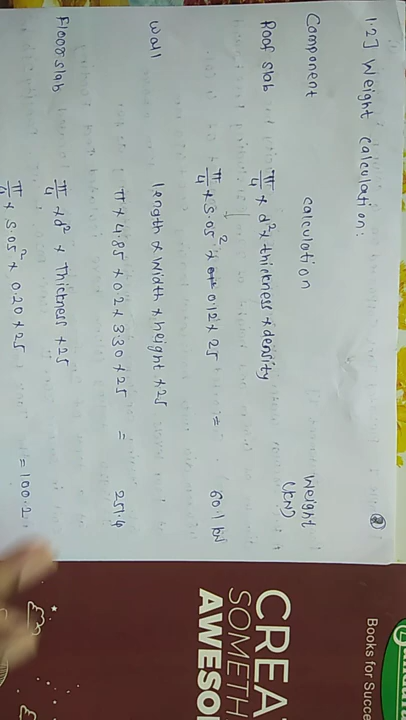 ②
1.2] Weight calculation:
Component calculation Weight (kN)
Roof slab π/4 × d² × thickness × density
π/4 × 5.05² × 0.12 × 25 = 60.1 kN
Wall length × width × height × 25
π × 4.85 × 0.2 × 3.30 × 25 = 251.4
Floor slab π/4 × d² × Thickness × 25
π/4 × 5.05² × 0.20 × 25 = 100.2
Books for Succe
CREA
SOMETH
AWESO